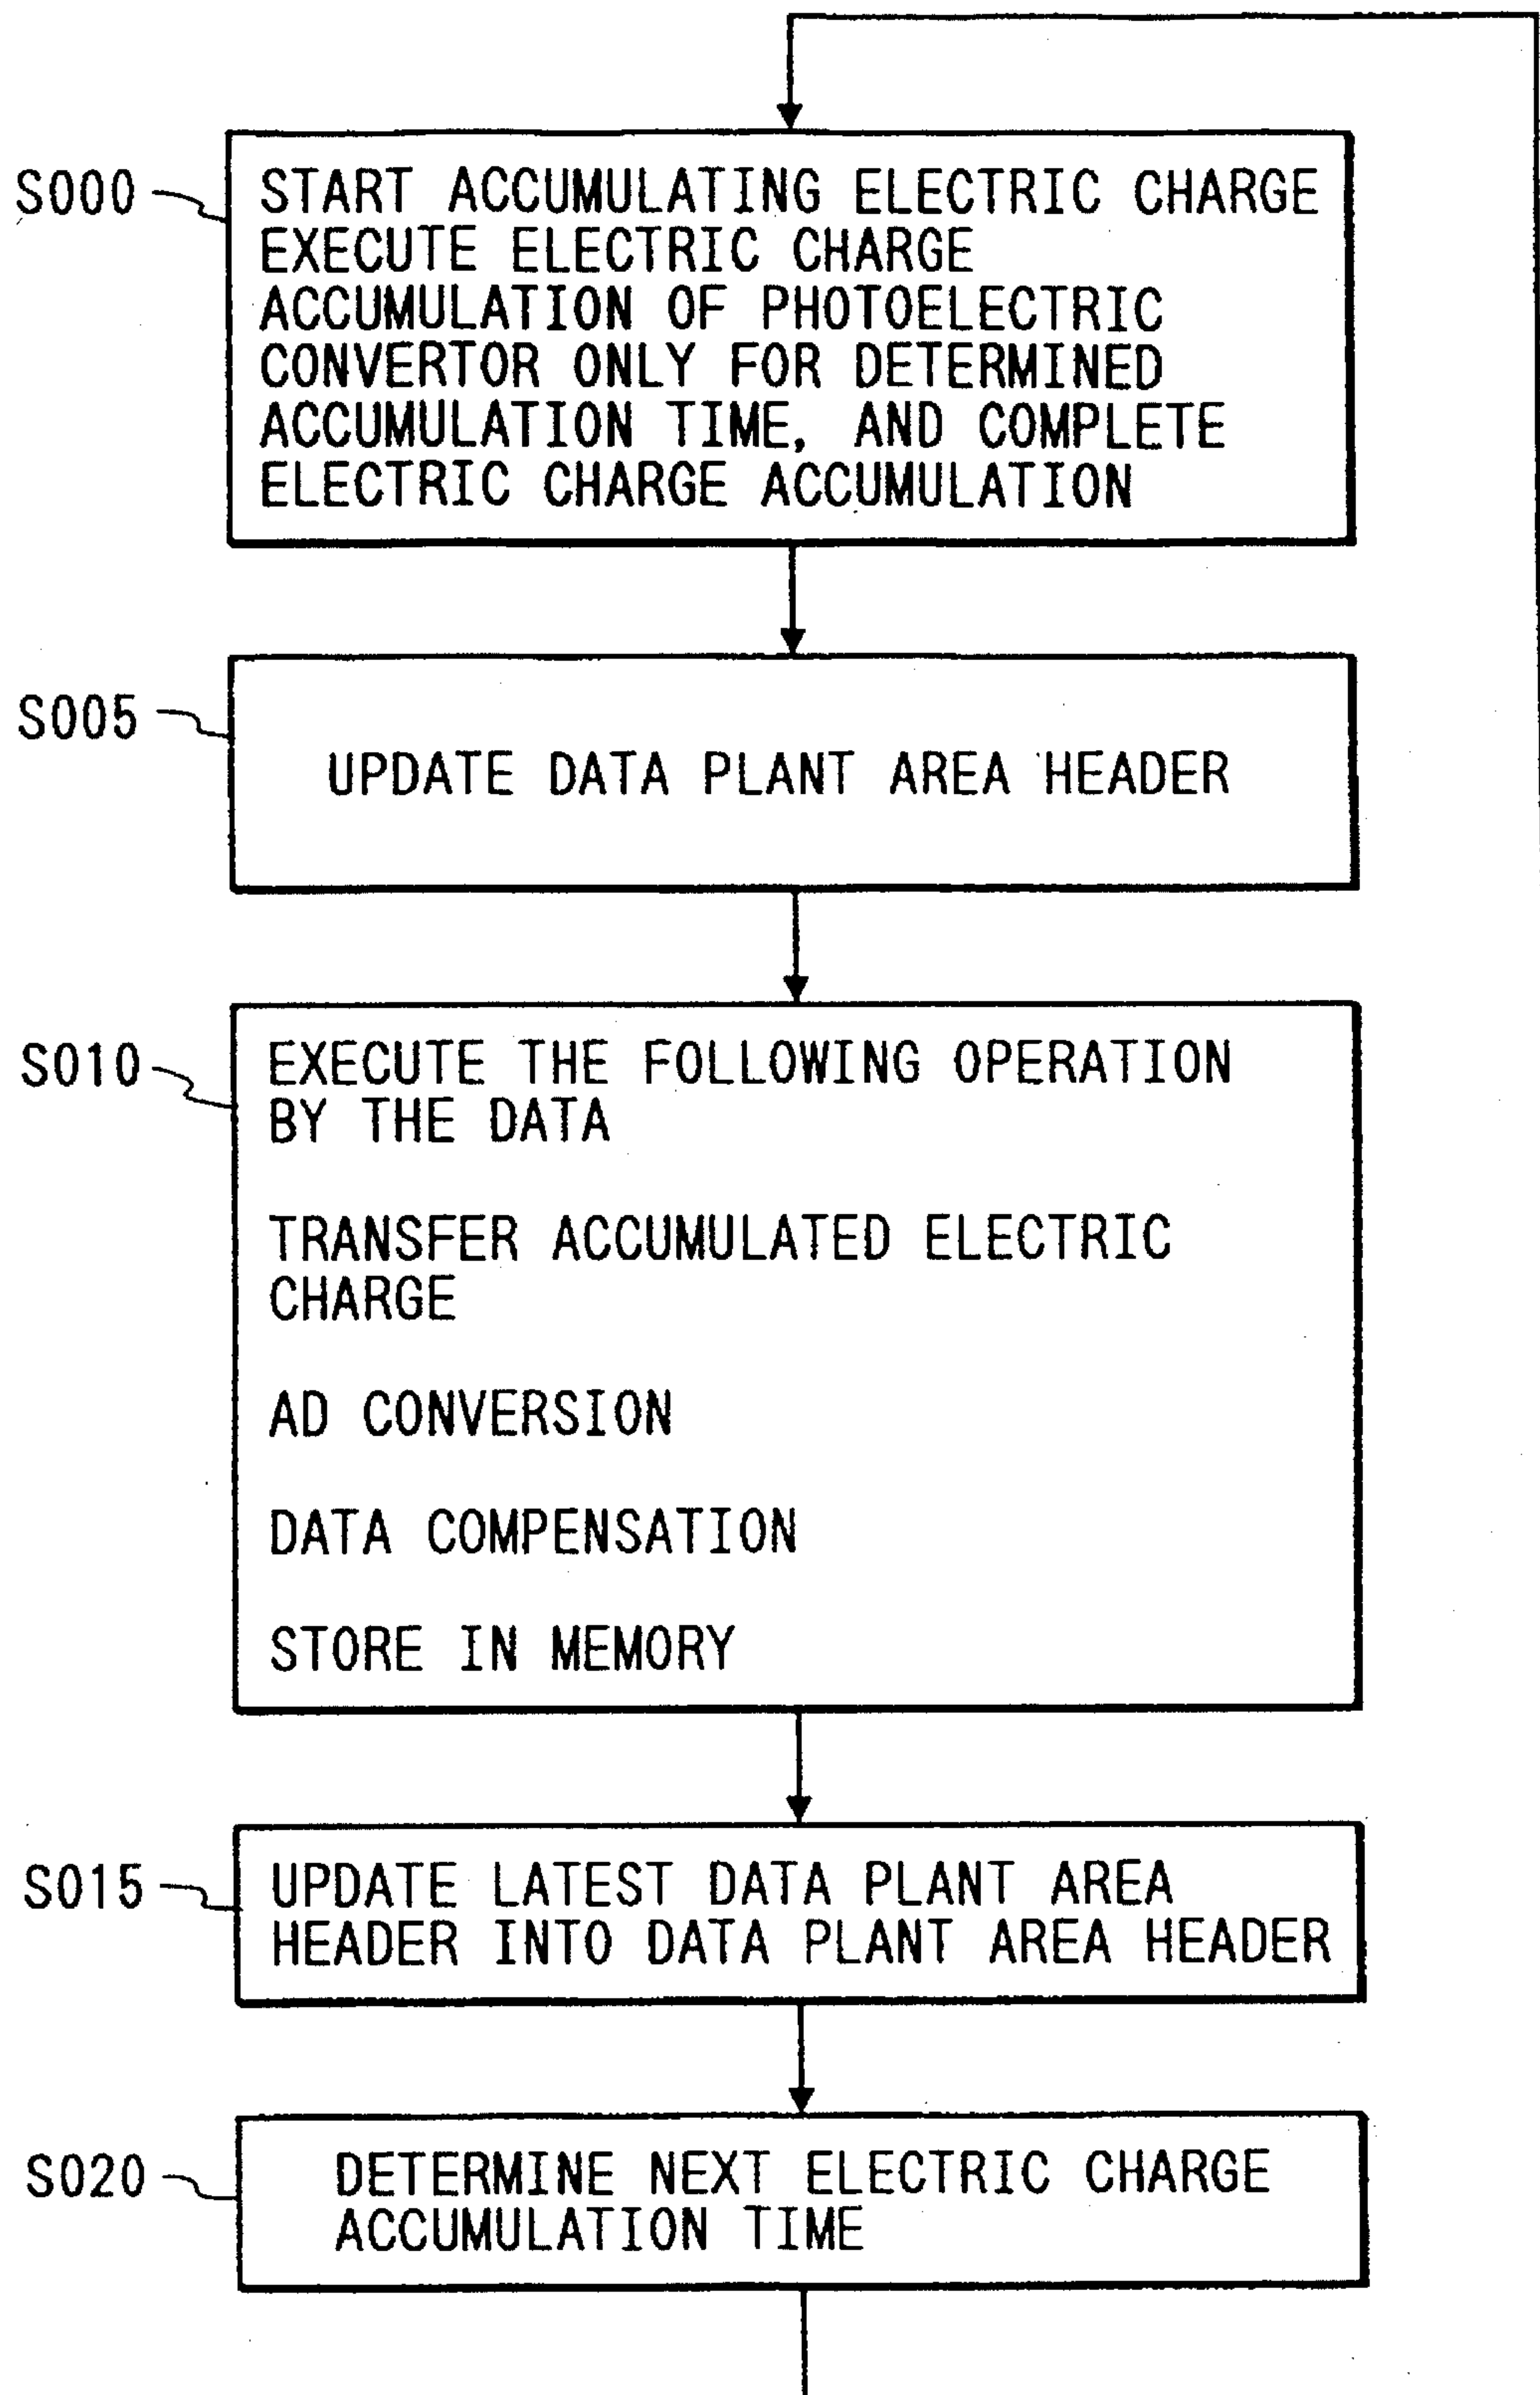 S000
START ACCUMULATING ELECTRIC CHARGE
EXECUTE ELECTRIC CHARGE
ACCUMULATION OF PHOTOELECTRIC
CONVERTOR ONLY FOR DETERMINED
ACCUMULATION TIME, AND COMPLETE
ELECTRIC CHARGE ACCUMULATION
S005
UPDATE DATA PLANT AREA HEADER
S010
EXECUTE THE FOLLOWING OPERATION
BY THE DATA
TRANSFER ACCUMULATED ELECTRIC
CHARGE
AD CONVERSION
DATA COMPENSATION
STORE IN MEMORY
S015
UPDATE LATEST DATA PLANT AREA
HEADER INTO DATA PLANT AREA HEADER
S020
DETERMINE NEXT ELECTRIC CHARGE
ACCUMULATION TIME